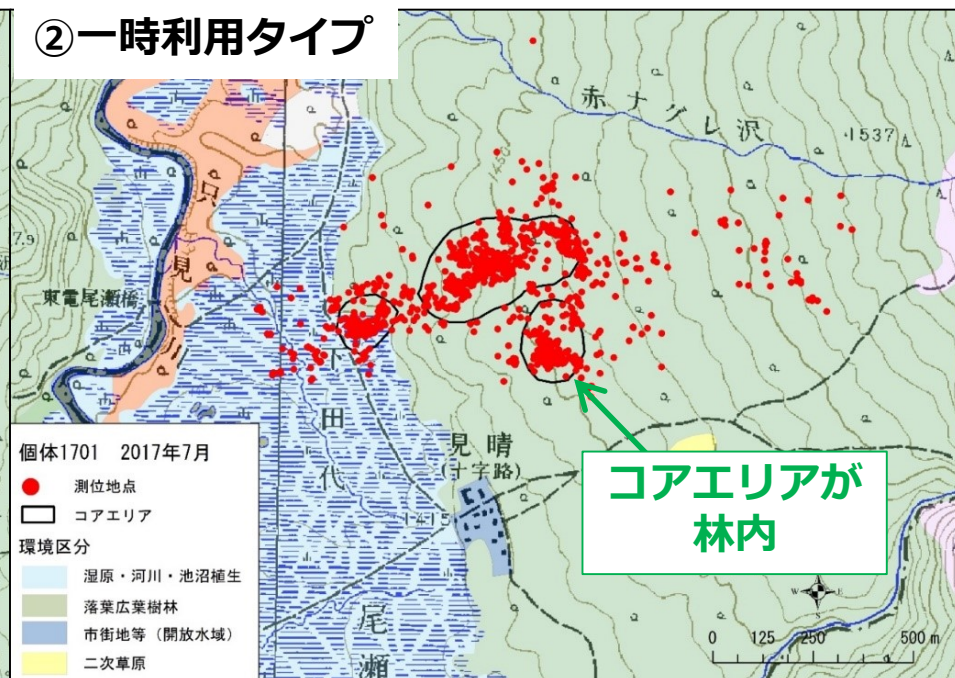 ②一時利用タイプ
赤ナグレ沢
・1537
1450
7.9
沢
只見川
東電尾瀬橋
下田代
見晴
(十字路)
1415
尾瀬
コアエリアが
林内
個体1701 2017年7月
測位地点
コアエリア
環境区分
湿原・河川・池沼植生
落葉広葉樹林
市街地等（開放水域）
二次草原
N
W E
S
0 125 250 500 m